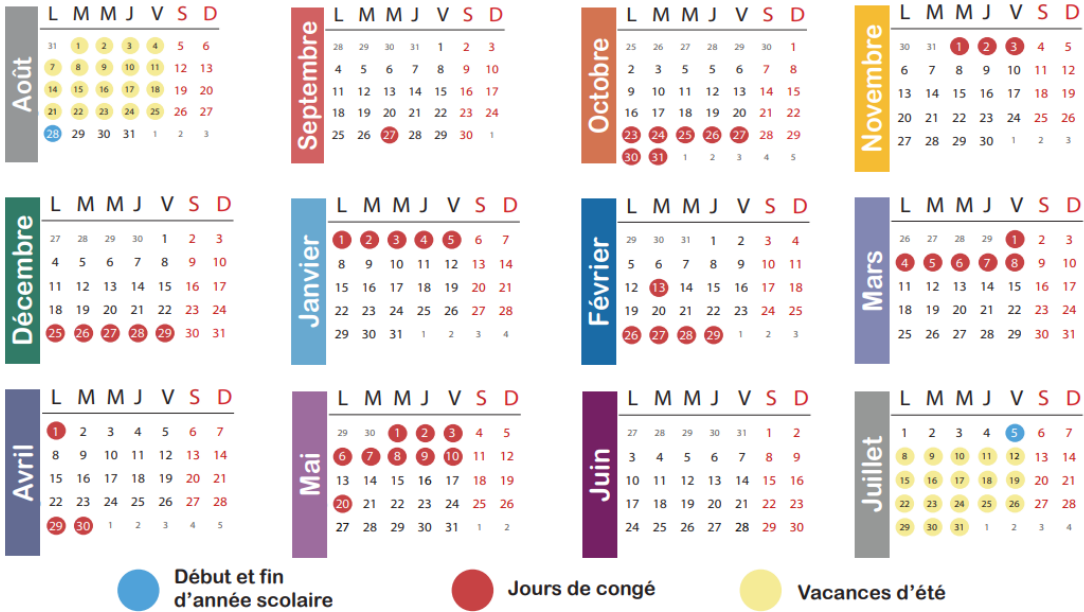 Août
L M M J V S D
31 1 2 3 4 5 6
7 8 9 10 11 12 13
14 15 16 17 18 19 20
21 22 23 24 25 26 27
28 29 30 31 1 2 3
Septembre
L M M J V S D
28 29 30 31 1 2 3
4 5 6 7 8 9 10
11 12 13 14 15 16 17
18 19 20 21 22 23 24
25 26 27 28 29 30 1
Octobre
L M M J V S D
25 26 27 28 29 30 1
2 3 4 5 6 7 8
9 10 11 12 13 14 15
16 17 18 19 20 21 22
23 24 25 26 27 28 29
30 31 1 2 3 4 5
Novembre
L M M J V S D
30 31 1 2 3 4 5
6 7 8 9 10 11 12
13 14 15 16 17 18 19
20 21 22 23 24 25 26
27 28 29 30 1 2 3
Décembre
L M M J V S D
27 28 29 30 1 2 3
4 5 6 7 8 9 10
11 12 13 14 15 16 17
18 19 20 21 22 23 24
25 26 27 28 29 30 31
Janvier
L M M J V S D
1 2 3 4 5 6 7
8 9 10 11 12 13 14
15 16 17 18 19 20 21
22 23 24 25 26 27 28
29 30 31 1 2 3 4
Février
L M M J V S D
29 30 31 1 2 3 4
5 6 7 8 9 10 11
12 13 14 15 16 17 18
19 20 21 22 23 24 25
26 27 28 29 1 2 3
Mars
L M M J V S D
26 27 28 29 1 2 3
4 5 6 7 8 9 10
11 12 13 14 15 16 17
18 19 20 21 22 23 24
25 26 27 28 29 30 31
Avril
L M M J V S D
1 2 3 4 5 6 7
8 9 10 11 12 13 14
15 16 17 18 19 20 21
22 23 24 25 26 27 28
29 30 1 2 3 4 5
Mai
L M M J V S D
29 30 1 2 3 4 5
6 7 8 9 10 11 12
13 14 15 16 17 18 19
20 21 22 23 24 25 26
27 28 29 30 31 1 2
Juin
L M M J V S D
27 28 29 30 31 1 2
3 4 5 6 7 8 9
10 11 12 13 14 15 16
17 18 19 20 21 22 23
24 25 26 27 28 29 30
Juillet
L M M J V S D
1 2 3 4 5 6 7
8 9 10 11 12 13 14
15 16 17 18 19 20 21
22 23 24 25 26 27 28
29 30 31 1 2 3 4
Début et fin
d'année scolaire
Jours de congé
Vacances d'été